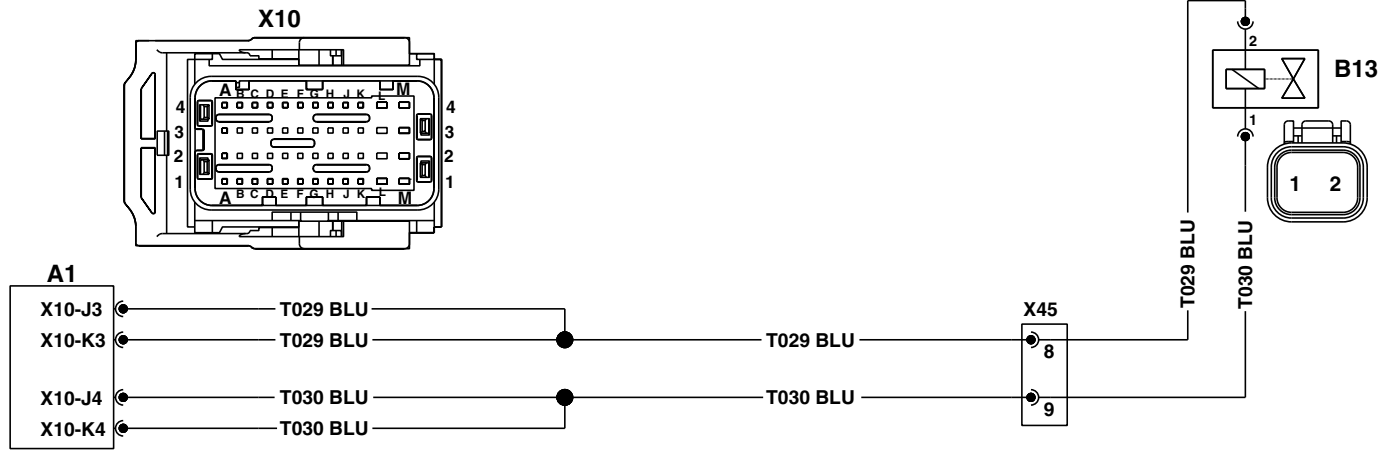 X10
A B C D E F G H J K L M
4 4
3 3
2 2
1 1
A B C D E F G H J K L M
2
B13
1
1 2
T029 BLU
T030 BLU
A1
X10-J3 T029 BLU
X10-K3 T029 BLU T029 BLU
X10-J4 T030 BLU T030 BLU
X10-K4 T030 BLU
X45
8
9